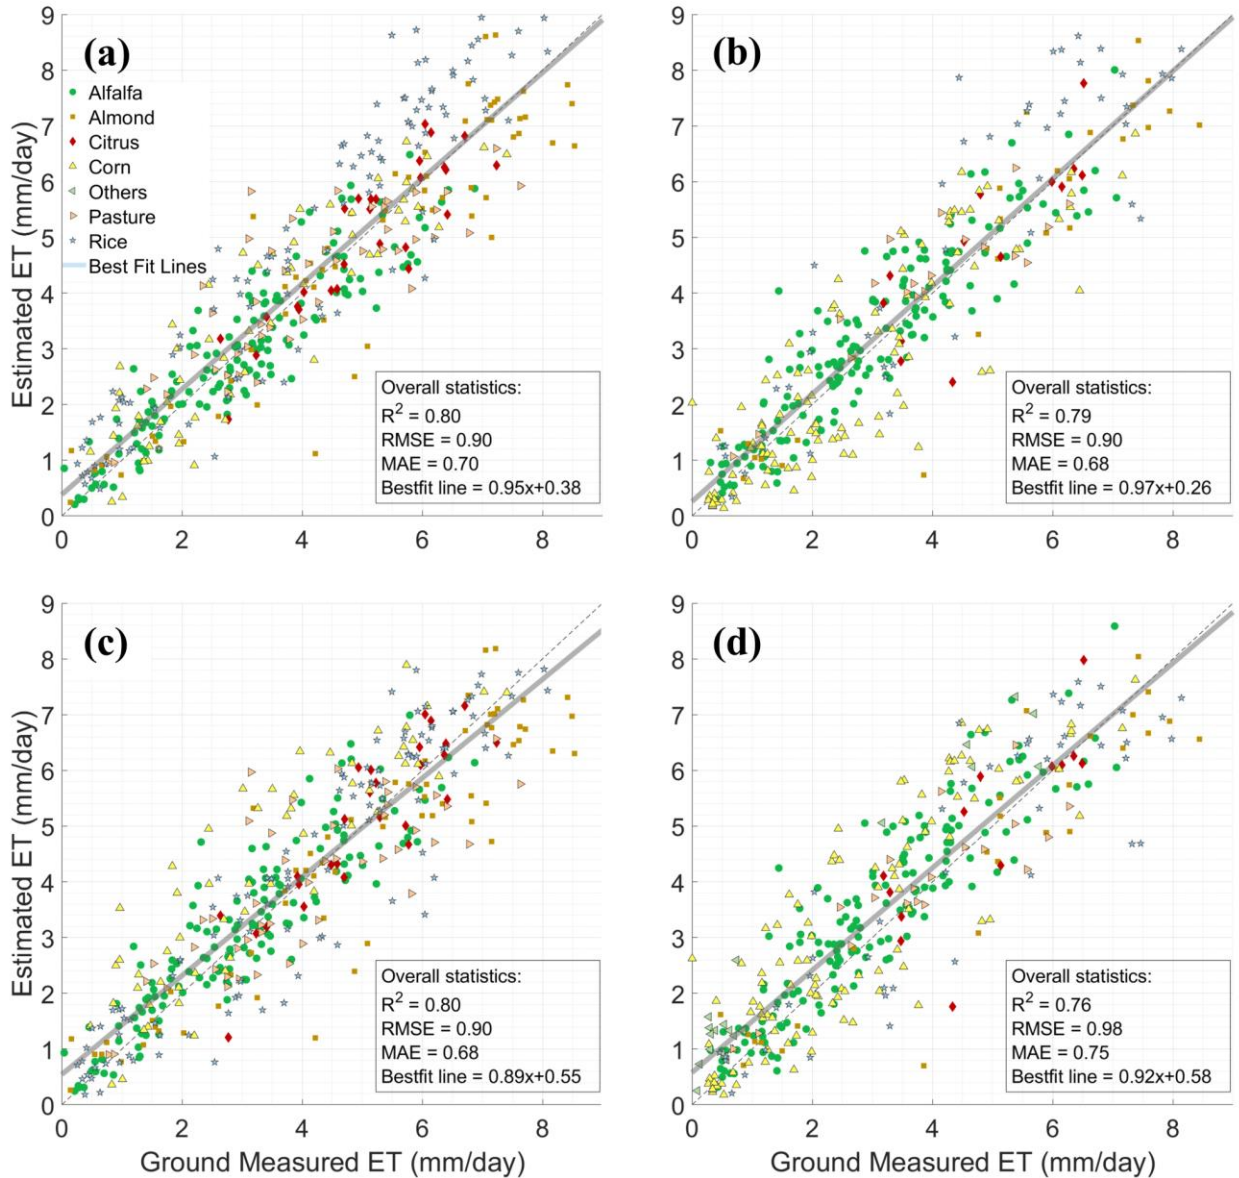 (a)
9
8
7
6
5
4
3
2
1
0
Estimated ET (mm/day)
Alfalfa
Almond
Citrus
Corn
Others
Pasture
Rice
Best Fit Lines
Overall statistics:
R² = 0.80
RMSE = 0.90
MAE = 0.70
Bestfit line = 0.95x+0.38
0 2 4 6 8
(b)
9
8
7
6
5
4
3
2
1
0
Overall statistics:
R² = 0.79
RMSE = 0.90
MAE = 0.68
Bestfit line = 0.97x+0.26
0 2 4 6 8
(c)
9
8
7
6
5
4
3
2
1
0
Estimated ET (mm/day)
Overall statistics:
R² = 0.80
RMSE = 0.90
MAE = 0.68
Bestfit line = 0.89x+0.55
0 2 4 6 8
Ground Measured ET (mm/day)
(d)
9
8
7
6
5
4
3
2
1
0
Overall statistics:
R² = 0.76
RMSE = 0.98
MAE = 0.75
Bestfit line = 0.92x+0.58
0 2 4 6 8
Ground Measured ET (mm/day)